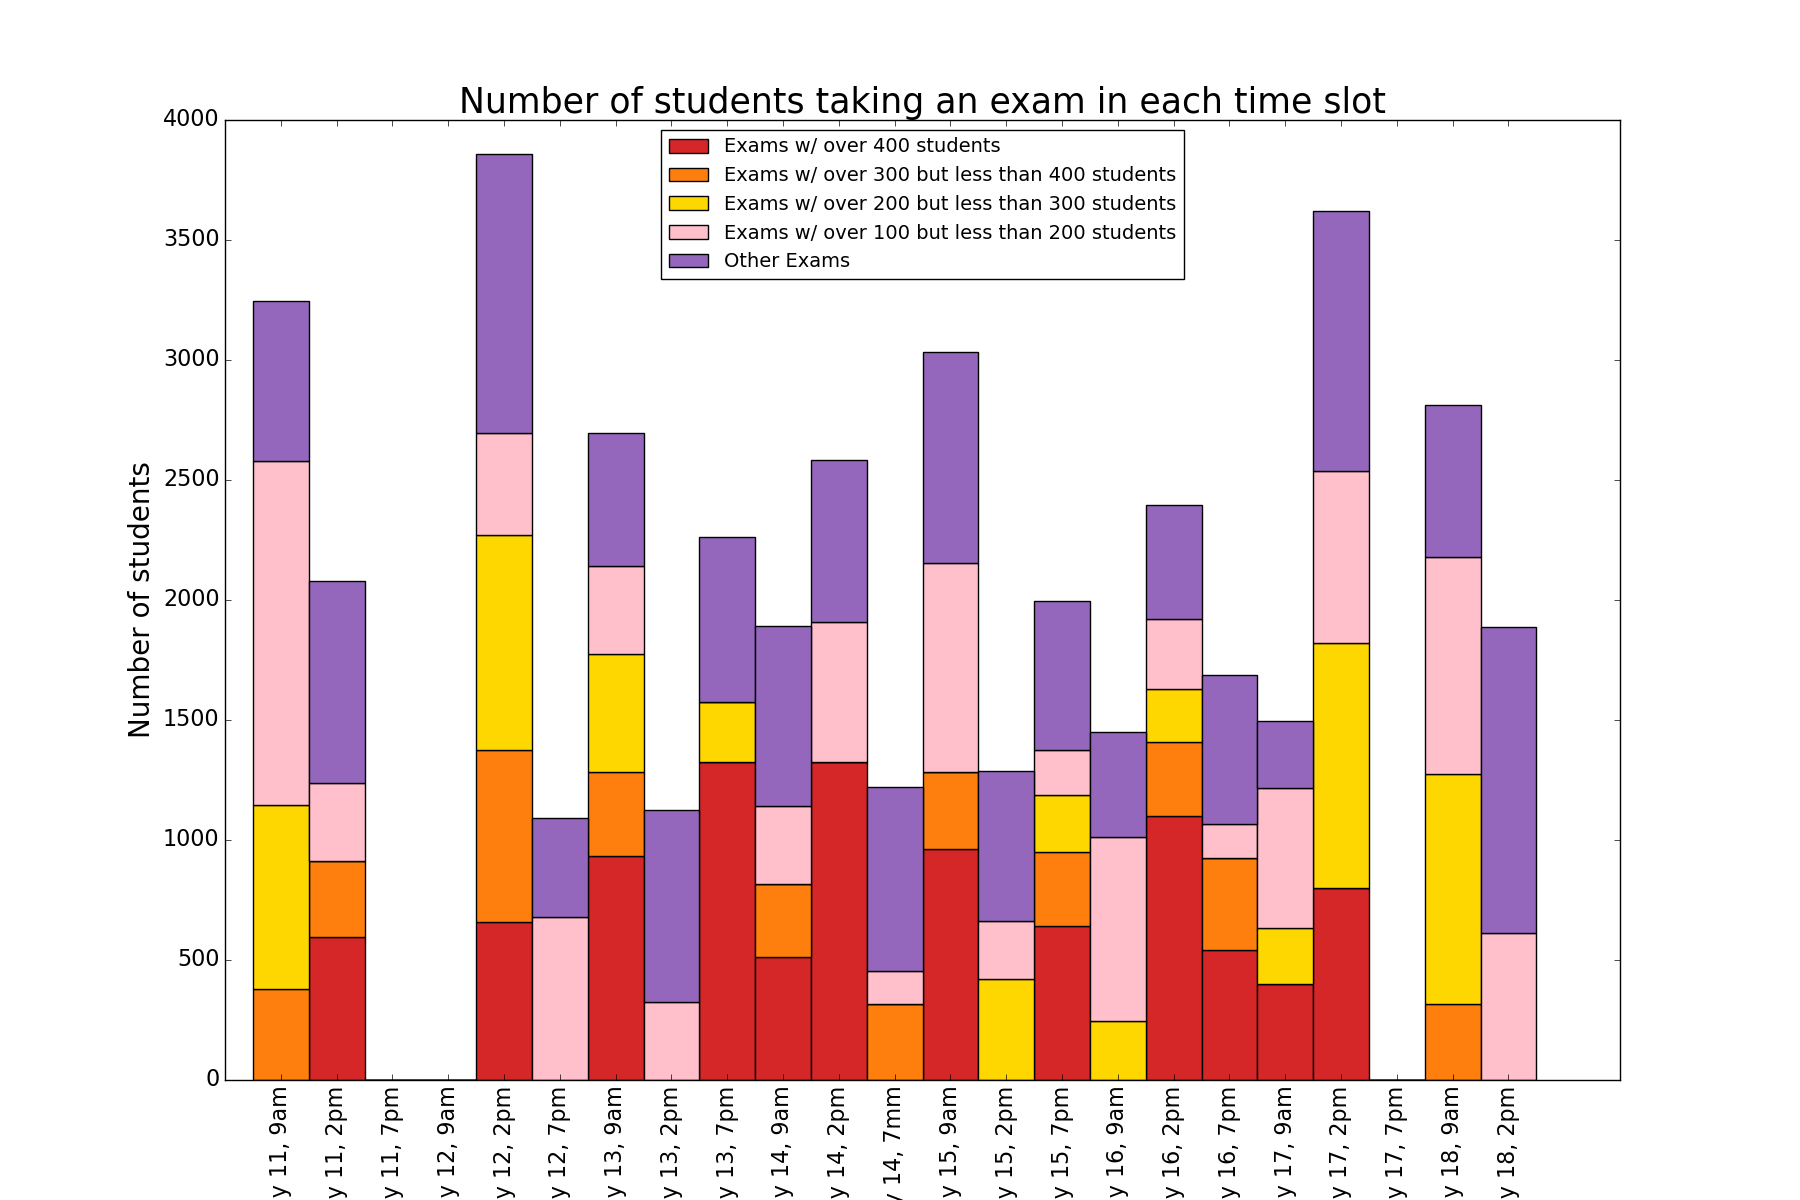 Number of students taking an exam in each time slot
4000
3500
3000
2500
2000
1500
1000
500
0
Number of students
Exams w/ over 400 students
Exams w/ over 300 but less than 400 students
Exams w/ over 200 but less than 300 students
Exams w/ over 100 but less than 200 students
Other Exams
y 11, 9am
y 11, 2pm
y 11, 7pm
y 12, 9am
y 12, 2pm
y 12, 7pm
y 13, 9am
y 13, 2pm
y 13, 7pm
y 14, 9am
y 14, 2pm
y 14, 7mm
y 15, 9am
y 15, 2pm
y 15, 7pm
y 16, 9am
y 16, 2pm
y 16, 7pm
y 17, 9am
y 17, 2pm
y 17, 7pm
y 18, 9am
y 18, 2pm